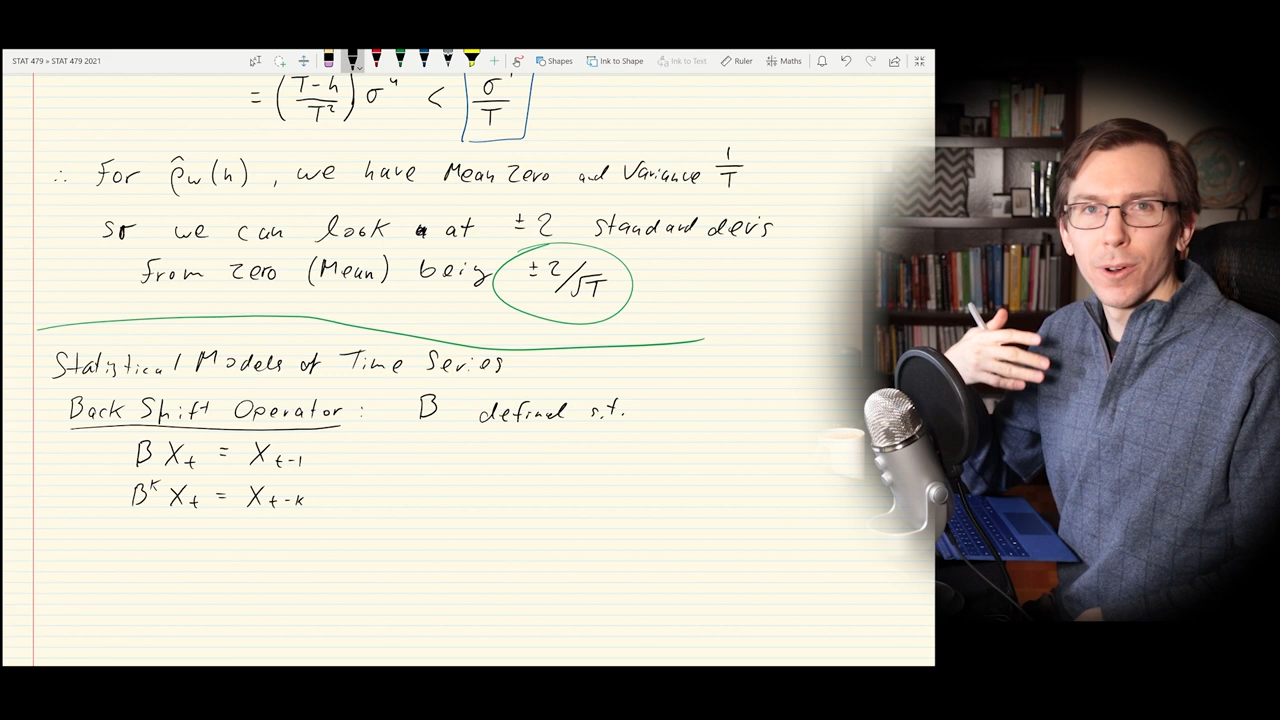 STAT 479 » STAT 479 2021
Shapes Ink to Shape Ink to Text Ruler Maths
= (T-h / T²) σ⁴ < σ⁴ / T
∴ For ρ̂w(h), we have Mean Zero and Variance 1/T
so we can look at ± 2 standard devs
from zero (Mean) being ± 2/√T
Statistical Models of Time Series
Back Shift Operator : B defined s.t.
B Xt = Xt-1
Bᴷ Xt = Xt-K